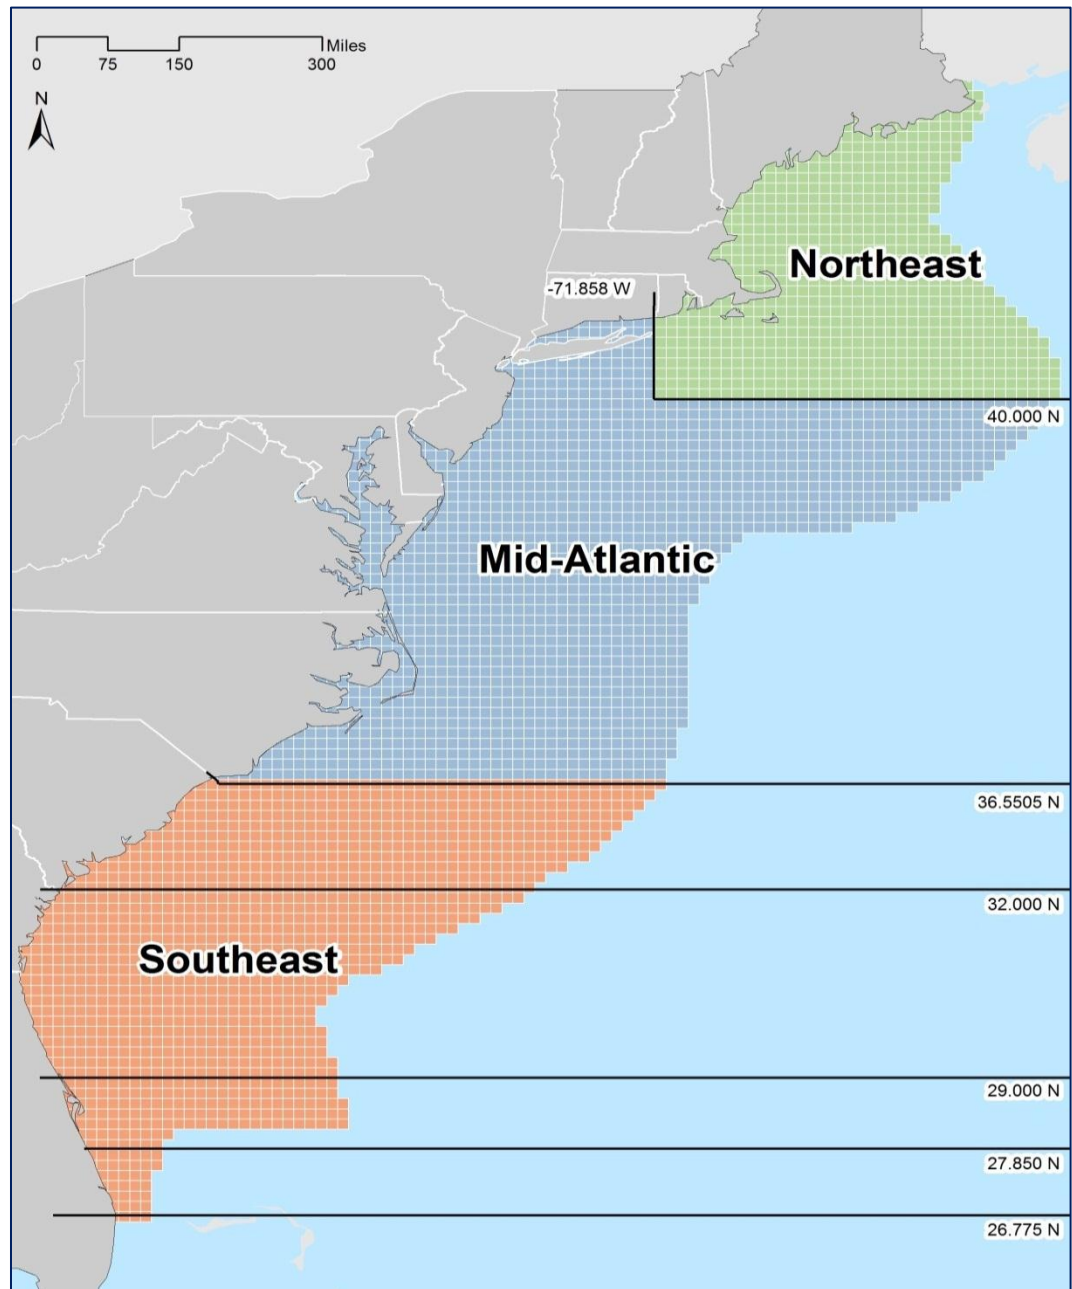 Miles
0 75 150 300
N
Northeast
-71.858 W
40.000 N
Mid-Atlantic
36.5505 N
32.000 N
Southeast
29.000 N
27.850 N
26.775 N